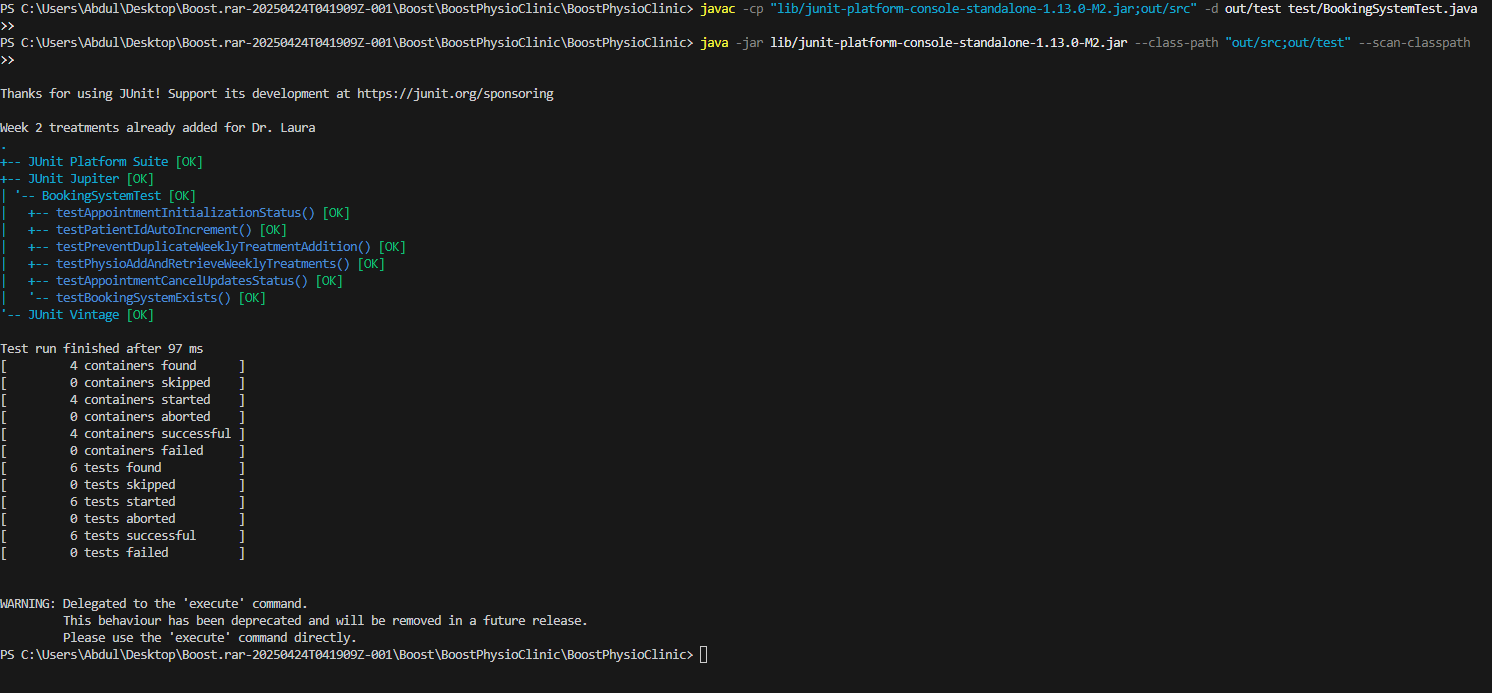 PS C:\Users\Abdul\Desktop\Boost.rar-20250424T041909Z-001\Boost\BoostPhysioClinic\BoostPhysioClinic> javac -cp "lib/junit-platform-console-standalone-1.13.0-M2.jar;out/src" -d out/test test/BookingSystemTest.java
>>
PS C:\Users\Abdul\Desktop\Boost.rar-20250424T041909Z-001\Boost\BoostPhysioClinic\BoostPhysioClinic> java -jar lib/junit-platform-console-standalone-1.13.0-M2.jar --class-path "out/src;out/test" --scan-classpath
>>
Thanks for using JUnit! Support its development at https://junit.org/sponsoring
Week 2 treatments already added for Dr. Laura
.
+-- JUnit Platform Suite [OK]
+-- JUnit Jupiter [OK]
| '-- BookingSystemTest [OK]
|   +-- testAppointmentInitializationStatus() [OK]
|   +-- testPatientIdAutoIncrement() [OK]
|   +-- testPreventDuplicateWeeklyTreatmentAddition() [OK]
|   +-- testPhysioAddAndRetrieveWeeklyTreatments() [OK]
|   +-- testAppointmentCancelUpdatesStatus() [OK]
|   '-- testBookingSystemExists() [OK]
'-- JUnit Vintage [OK]
Test run finished after 97 ms
[         4 containers found      ]
[         0 containers skipped    ]
[         4 containers started    ]
[         0 containers aborted    ]
[         4 containers successful ]
[         0 containers failed     ]
[         6 tests found           ]
[         0 tests skipped         ]
[         6 tests started         ]
[         0 tests aborted         ]
[         6 tests successful      ]
[         0 tests failed          ]
WARNING: Delegated to the 'execute' command.
         This behaviour has been deprecated and will be removed in a future release.
         Please use the 'execute' command directly.
PS C:\Users\Abdul\Desktop\Boost.rar-20250424T041909Z-001\Boost\BoostPhysioClinic\BoostPhysioClinic>